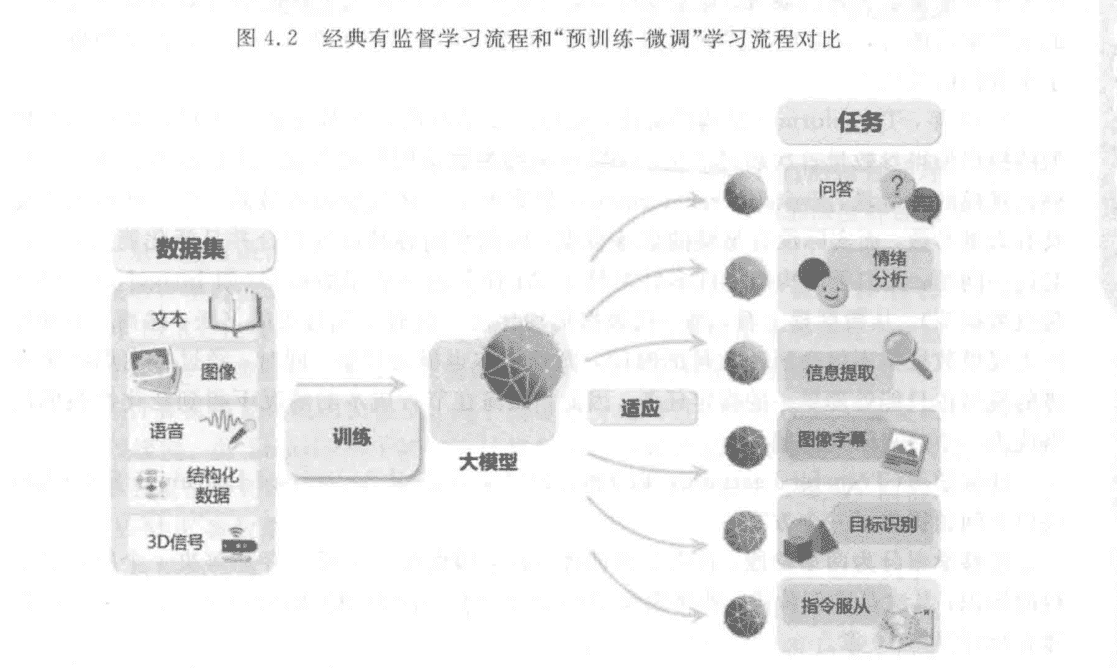 图 4.2 经典有监督学习流程和“预训练-微调”学习流程对比
数据集
文本
图像
语音
结构化
数据
3D信号
训练
大模型
适应
任务
问答
情绪
分析
信息提取
图像字幕
目标识别
指令服从